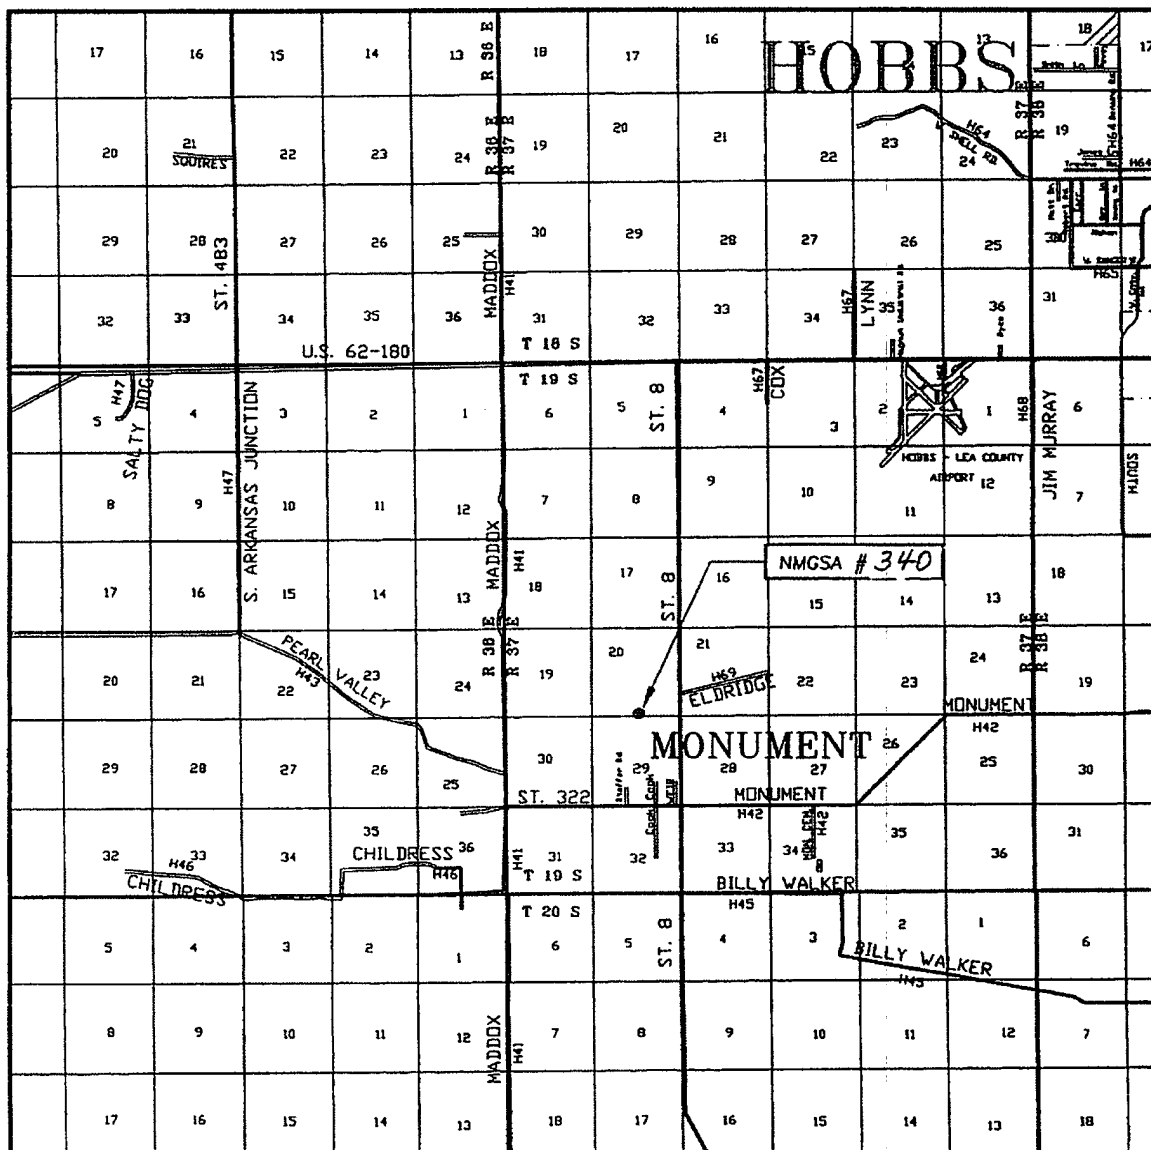 17 16 15 14 13 R 36 E 18 17 16 15 13 18 17
HOBBS
20 21 22 23 24 R 36 E R 37 E 19 20 21 22 23 24 R 37 E R 38 E 19
SQUIRES
H64
W SHELL RD.
H64
H64
29 28 27 26 25 30 29 28 27 26 25 30
ST. 483
MADDOX
H41
H65
32 33 34 35 36 31 32 33 34 35 36 31
H67
LYNN
U.S. 62-180
T 18 S
T 19 S
5 4 3 2 1 6 5 4 3 2 1 6
H47
SALTY DOG
S. ARKANSAS JUNCTION
H47
ST. 8
H67
COX
H68
JIM MURRAY
SOUTH
HOBBS - LEA COUNTY
AIRPORT
8 9 10 11 12 7 8 9 10 11 12 7
MADDOX
H41
NMGSA # 340
17 16 15 14 13 18 17 16 15 14 13 18
ST. 8
R 36 E
R 37 E
R 37 E
R 38 E
PEARL VALLEY
H43
20 21 22 23 24 19 20 21 22 23 24 19
H69
ELDRIDGE
MONUMENT
H42
MONUMENT
29 28 27 26 25 30 29 28 27 26 25 30
ST. 322
MONUMENT
H42
H42
Cook
Cook
32 33 34 35 36 31 32 33 34 35 36 31
H46
CHILDRESS
CHILDRESS
H46
H41
T 19 S
BILLY WALKER
H45
T 20 S
5 4 3 2 1 6 5 4 3 2 1 6
ST. 8
BILLY WALKER
H45
8 9 10 11 12 7 8 9 10 11 12 7
MADDOX
H41
17 16 15 14 13 18 17 16 15 14 13 18